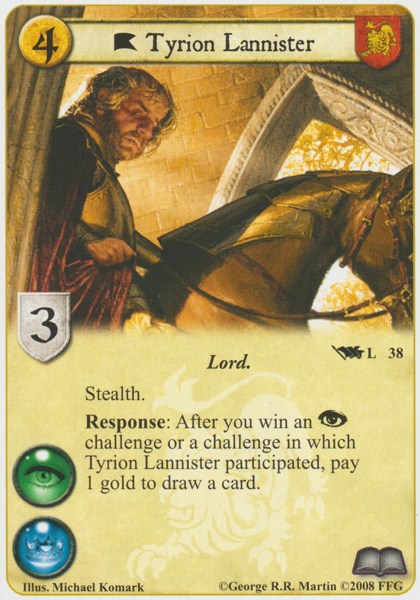 4
Tyrion Lannister
3
Lord.
L 38
Stealth.
Response: After you win an
challenge or a challenge in which
Tyrion Lannister participated, pay
1 gold to draw a card.
Illus. Michael Komark ©George R.R. Martin ©2008 FFG